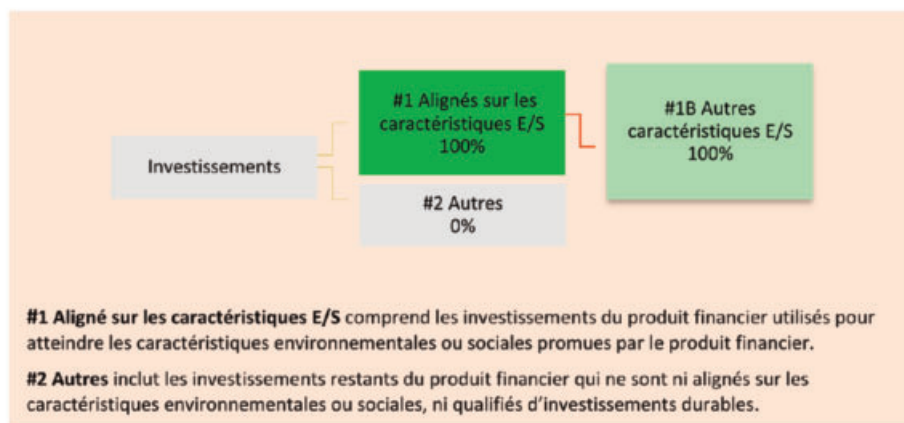 #1 Alignés sur les
caractéristiques E/S
100%
#1B Autres
caractéristiques E/S
100%
Investissements
#2 Autres
0%
#1 Aligné sur les caractéristiques E/S comprend les investissements du produit financier utilisés pour
atteindre les caractéristiques environnementales ou sociales promues par le produit financier.
#2 Autres inclut les investissements restants du produit financier qui ne sont ni alignés sur les
caractéristiques environnementales ou sociales, ni qualifiés d'investissements durables.